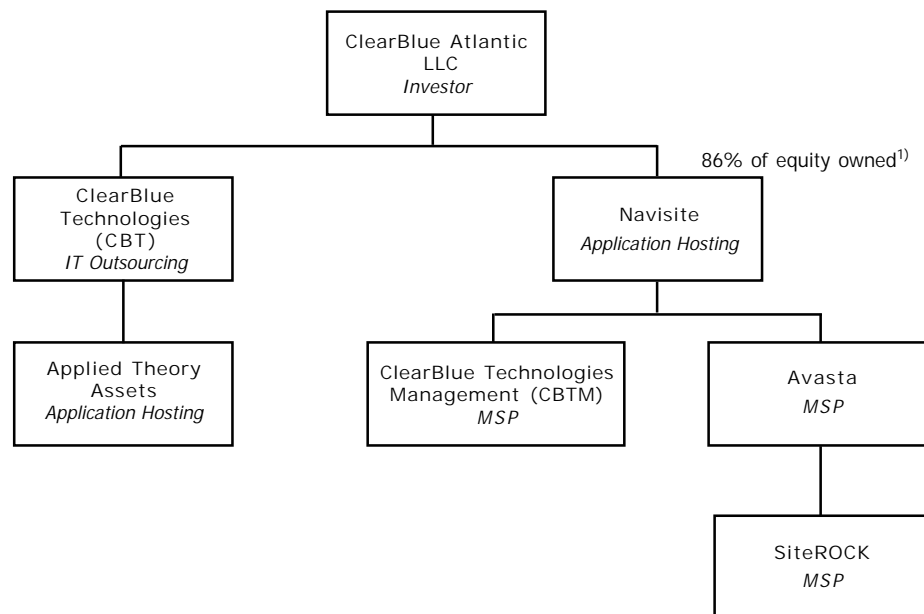 ClearBlue Atlantic
LLC
Investor
86% of equity owned1)
ClearBlue
Technologies
(CBT)
IT Outsourcing
Navisite
Application Hosting
Applied Theory
Assets
Application Hosting
ClearBlue Technologies
Management (CBTM)
MSP
Avasta
MSP
SiteROCK
MSP